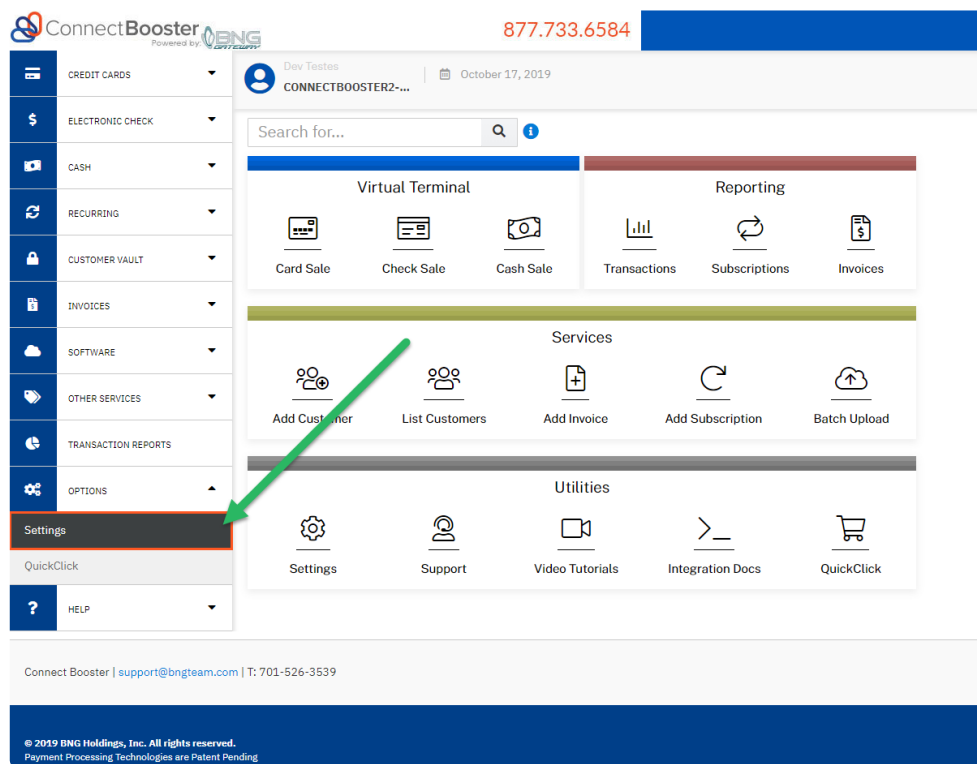 ConnectBooster
Powered by: BNG
GATEWAY
877.733.6584
CREDIT CARDS
ELECTRONIC CHECK
CASH
RECURRING
CUSTOMER VAULT
INVOICES
SOFTWARE
OTHER SERVICES
TRANSACTION REPORTS
OPTIONS
Settings
QuickClick
HELP
Dev Testes
CONNECTBOOSTER2-...
October 17, 2019
Search for...
Virtual Terminal
Card Sale Check Sale Cash Sale
Reporting
Transactions Subscriptions Invoices
Services
Add Customer List Customers Add Invoice Add Subscription Batch Upload
Utilities
Settings Support Video Tutorials Integration Docs QuickClick
Connect Booster | support@bngteam.com | T: 701-526-3539
© 2019 BNG Holdings, Inc. All rights reserved.
Payment Processing Technologies are Patent Pending